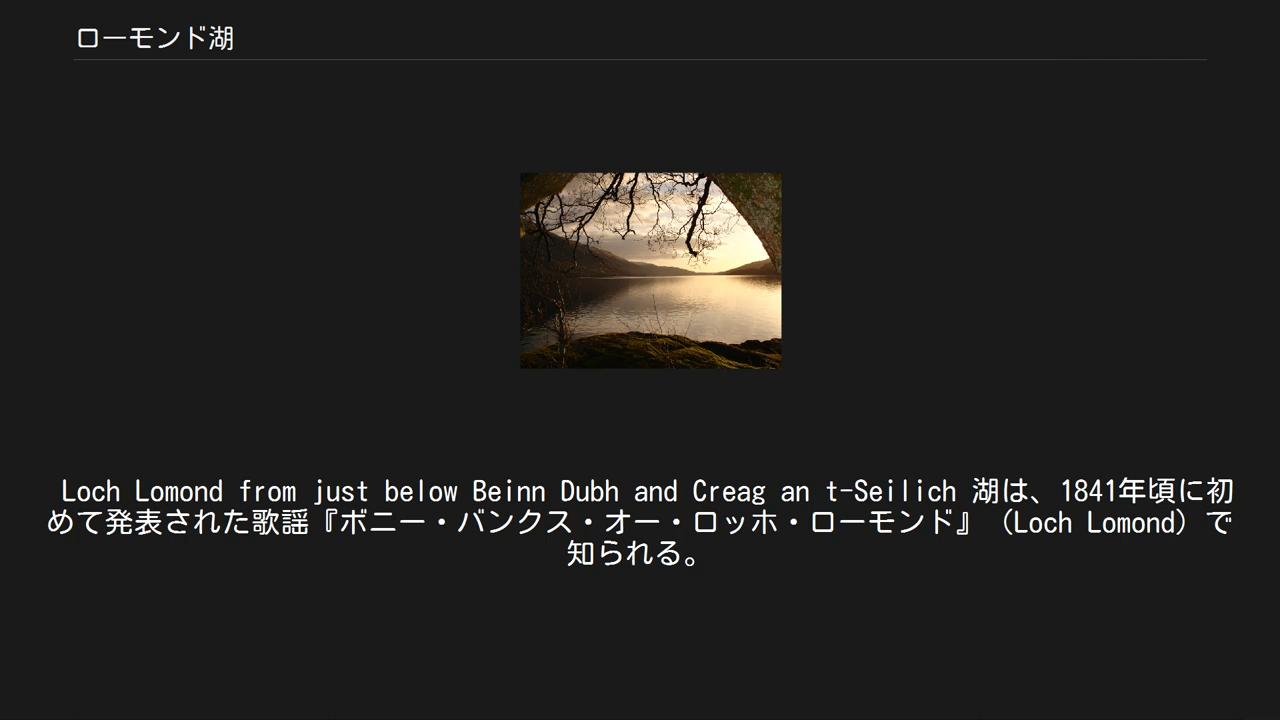 ローモンド湖
Loch Lomond from just below Beinn Dubh and Creag an t-Seilich 湖は、1841年頃に初
めて発表された歌謡『ボニー・バンクス・オー・ロッホ・ローモンド』（Loch Lomond）で
知られる。